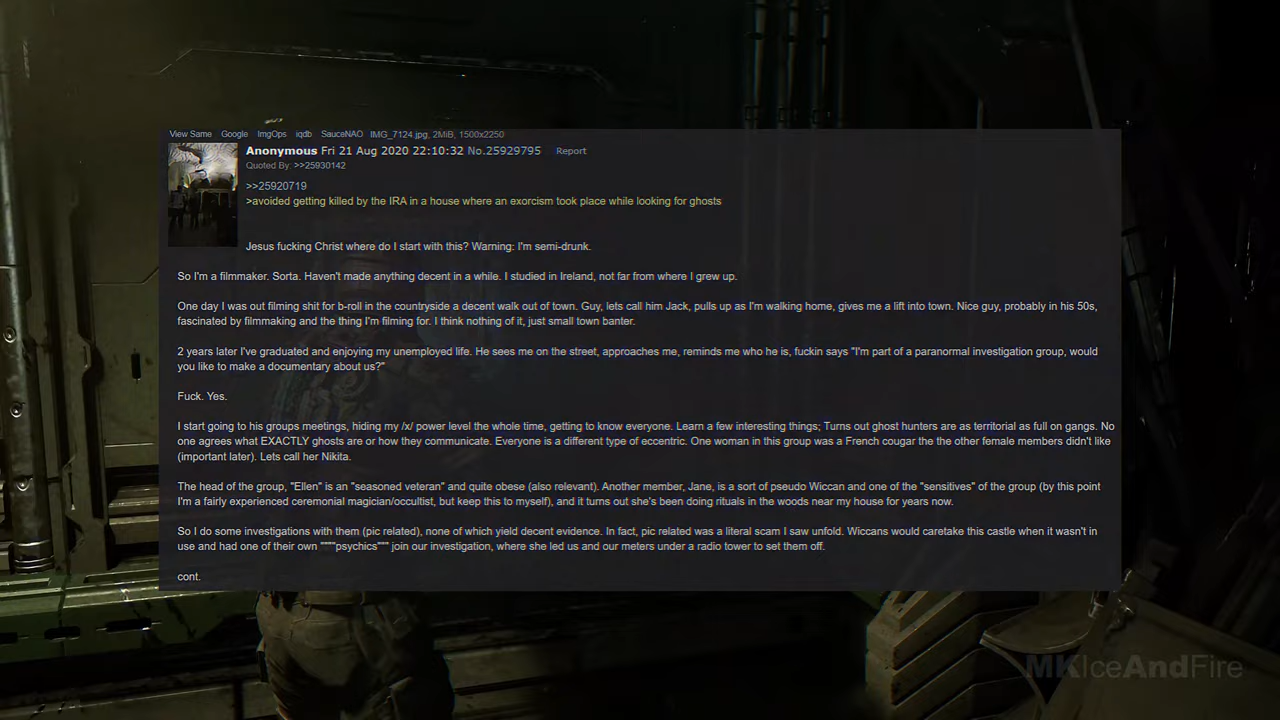 View Same Google ImgOps iqdb SauceNAO IMG_7124.jpg, 2MiB, 1500x2250
Anonymous Fri 21 Aug 2020 22:10:32 No.25929795 Report
Quoted By: >>25930142
>>25920719
>avoided getting killed by the IRA in a house where an exorcism took place while looking for ghosts
Jesus fucking Christ where do I start with this? Warning: I'm semi-drunk.
So I'm a filmmaker. Sorta. Haven't made anything decent in a while. I studied in Ireland, not far from where I grew up.
One day I was out filming shit for b-roll in the countryside a decent walk out of town. Guy, lets call him Jack, pulls up as I'm walking home, gives me a lift into town. Nice guy, probably in his 50s,
fascinated by filmmaking and the thing I'm filming for. I think nothing of it, just small town banter.
2 years later I've graduated and enjoying my unemployed life. He sees me on the street, approaches me, reminds me who he is, fuckin says "I'm part of a paranormal investigation group, would
you like to make a documentary about us?"
Fuck. Yes.
I start going to his groups meetings, hiding my /x/ power level the whole time, getting to know everyone. Learn a few interesting things; Turns out ghost hunters are as territorial as full on gangs. No
one agrees what EXACTLY ghosts are or how they communicate. Everyone is a different type of eccentric. One woman in this group was a French cougar the the other female members didn't like
(important later). Lets call her Nikita.
The head of the group, "Ellen" is an "seasoned veteran" and quite obese (also relevant). Another member, Jane, is a sort of pseudo Wiccan and one of the "sensitives" of the group (by this point
I'm a fairly experienced ceremonial magician/occultist, but keep this to myself), and it turns out she's been doing rituals in the woods near my house for years now.
So I do some investigations with them (pic related), none of which yield decent evidence. In fact, pic related was a literal scam I saw unfold. Wiccans would caretake this castle when it wasn't in
use and had one of their own """"psychics"""" join our investigation, where she led us and our meters under a radio tower to set them off.
cont.
MKIceAndFire